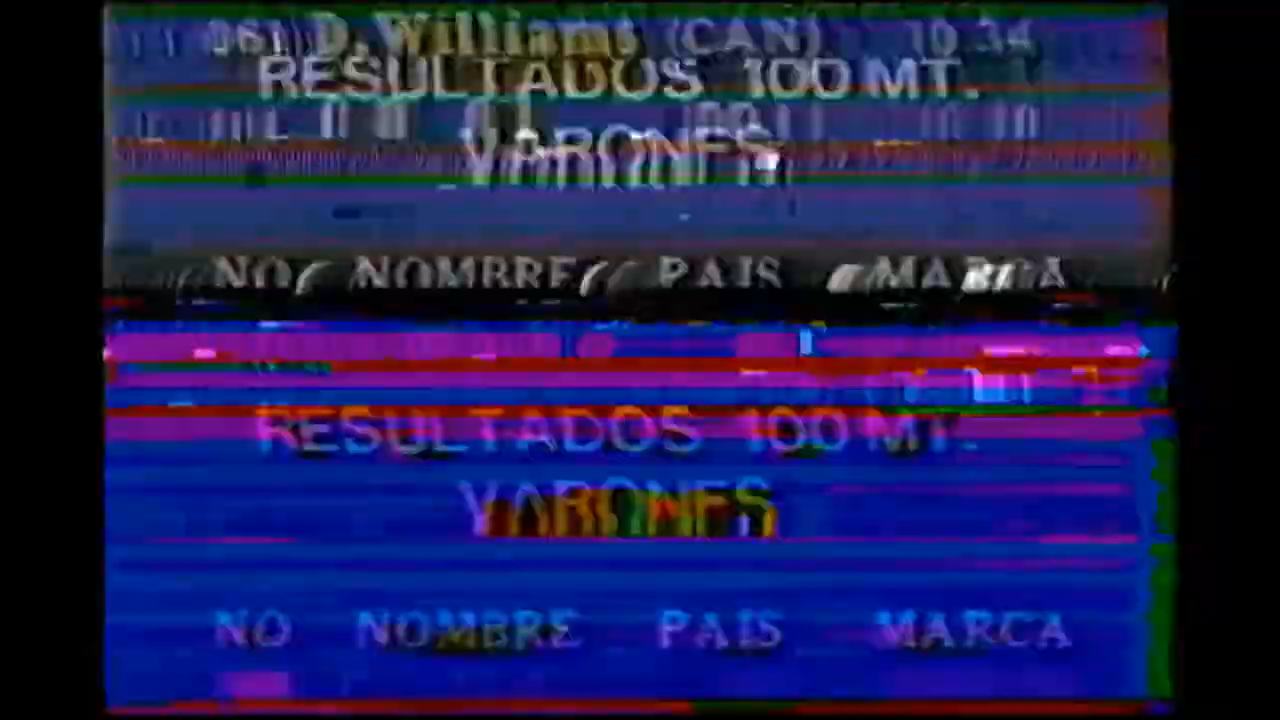 D. Williams (CAN) 10.34
RESULTADOS 100 MT.
VARONES
NO NOMBRE PAIS MARCA
RESULTADOS 100 MT.
VARONES
NO NOMBRE PAIS MARCA